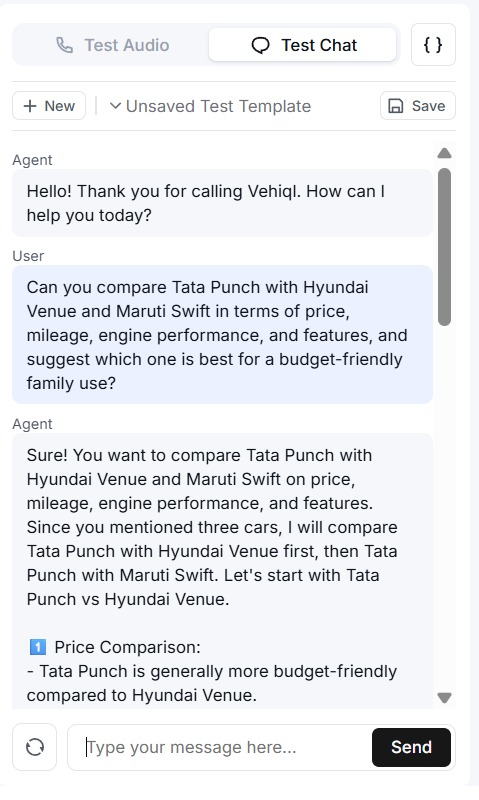 Test Audio
Test Chat
{ }
+ New
Unsaved Test Template
Save
Agent
Hello! Thank you for calling Vehiql. How can I
help you today?
User
Can you compare Tata Punch with Hyundai
Venue and Maruti Swift in terms of price,
mileage, engine performance, and features, and
suggest which one is best for a budget-friendly
family use?
Agent
Sure! You want to compare Tata Punch with
Hyundai Venue and Maruti Swift on price,
mileage, engine performance, and features.
Since you mentioned three cars, I will compare
Tata Punch with Hyundai Venue first, then Tata
Punch with Maruti Swift. Let's start with Tata
Punch vs Hyundai Venue.
1️⃣ Price Comparison:
- Tata Punch is generally more budget-friendly
compared to Hyundai Venue.
Type your message here...
Send